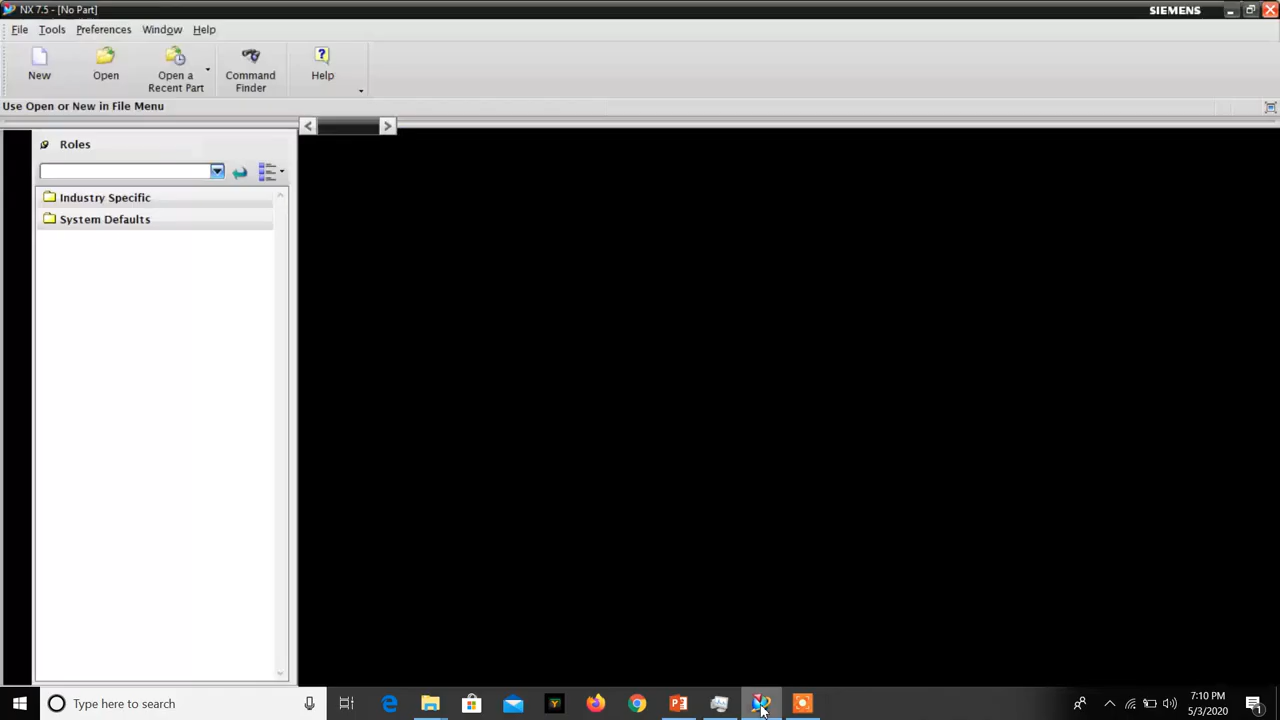 NX 7.5 - [No Part]
SIEMENS
File Tools Preferences Window Help
New
Open
Open a
Recent Part
Command
Finder
Help
Use Open or New in File Menu
Roles
Industry Specific
System Defaults
Type here to search
7:10 PM
5/3/2020
1